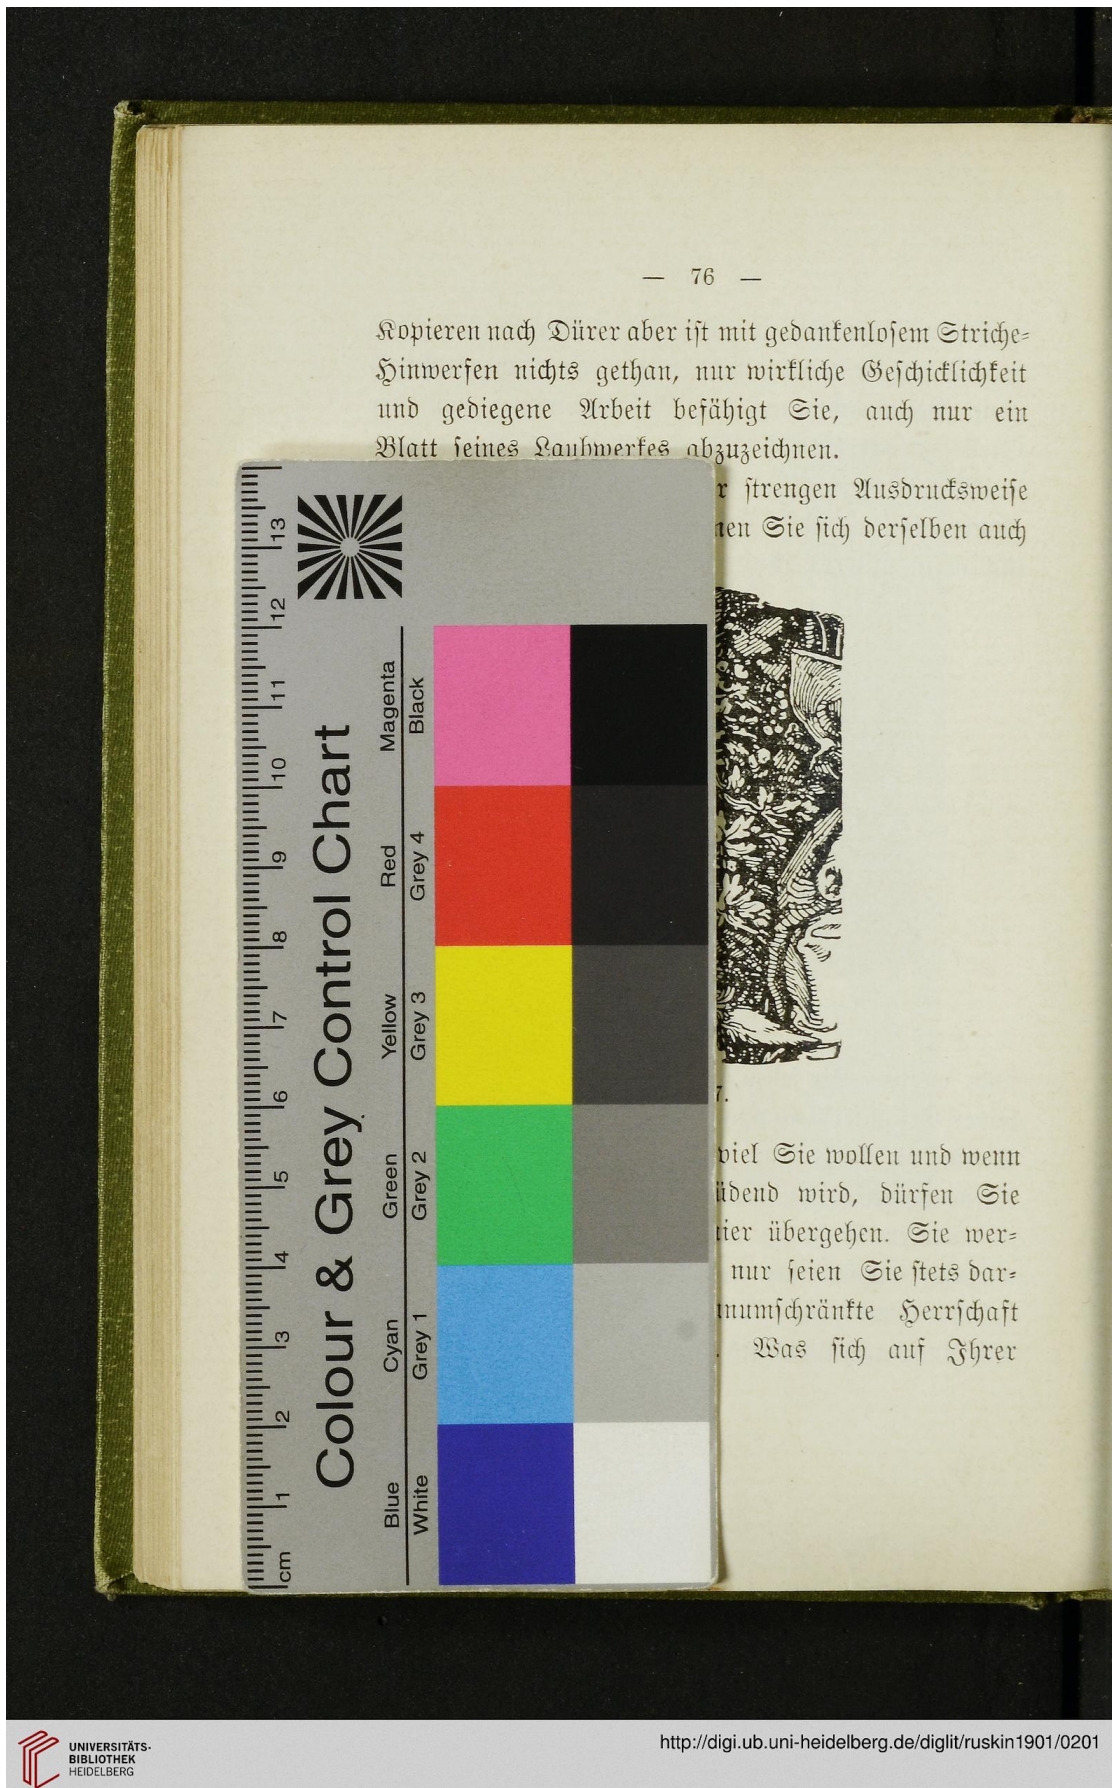 — 76 —
Kopieren nach Dürer aber ist mit gedankenlosem Striche-
Hinwerfen nichts gethan, nur wirkliche Geschicklichkeit
und gediegene Arbeit befähigt Sie, auch nur ein
Blatt seines Laubwerkes abzuzeichnen.
r strengen Ausdrucksweise
nen Sie sich derselben auch
7.
viel Sie wollen und wenn
üdend wird, dürfen Sie
nier übergehen. Sie wer-
nur seien Sie stets dar-
unumschränkte Herrschaft
. Was sich auf Ihrer
Colour & Grey Control Chart
Blue Cyan Green Yellow Red Magenta
White Grey 1 Grey 2 Grey 3 Grey 4 Black
cm 1 2 3 4 5 6 7 8 9 10 11 12 13
UNIVERSITÄTS-
BIBLIOTHEK
HEIDELBERG
http://digi.ub.uni-heidelberg.de/diglit/ruskin1901/0201